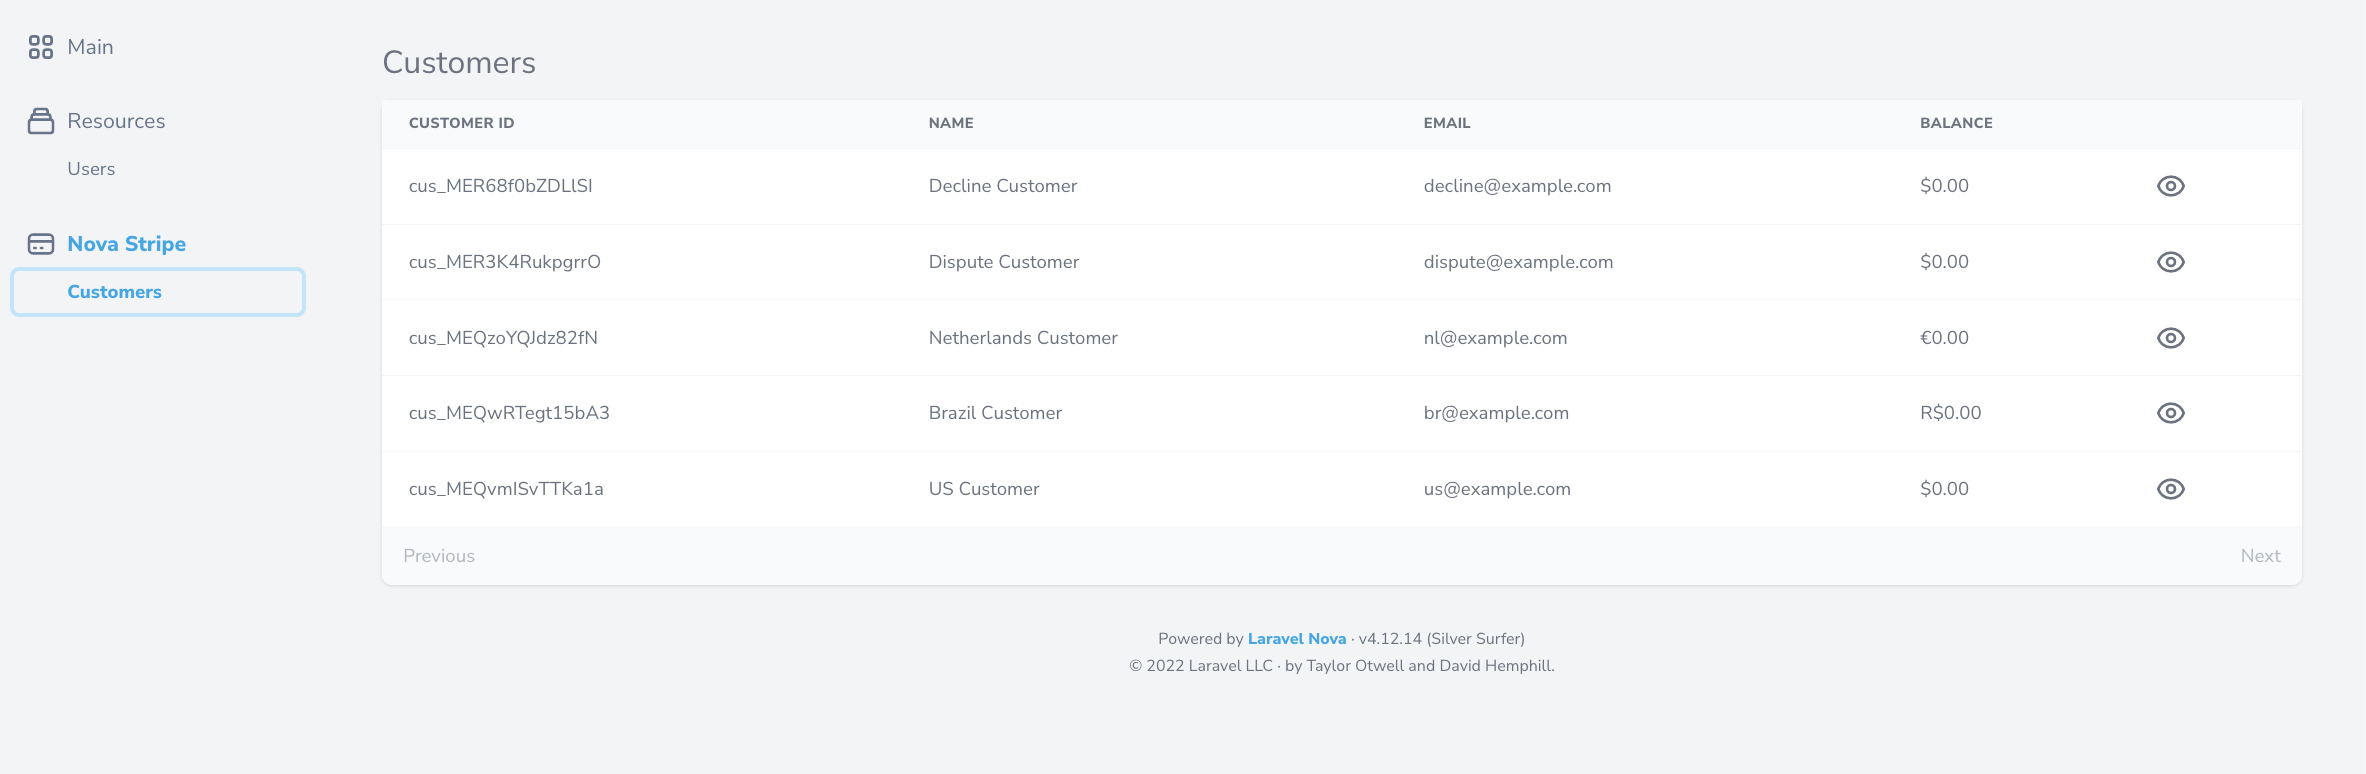 Main
Resources
Users
Nova Stripe
Customers
Customers
CUSTOMER ID NAME EMAIL BALANCE
cus_MER68f0bZDLlSI Decline Customer decline@example.com $0.00
cus_MER3K4RukpgrrO Dispute Customer dispute@example.com $0.00
cus_MEQzoYQJdz82fN Netherlands Customer nl@example.com €0.00
cus_MEQwRTegt15bA3 Brazil Customer br@example.com R$0.00
cus_MEQvmISvTTKa1a US Customer us@example.com $0.00
Previous Next
Powered by Laravel Nova · v4.12.14 (Silver Surfer)
© 2022 Laravel LLC · by Taylor Otwell and David Hemphill.